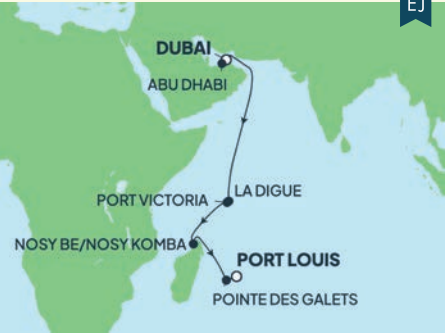 EJ
DUBAI
ABU DHABI
PORT VICTORIA
LA DIGUE
NOSY BE/NOSY KOMBA
PORT LOUIS
POINTE DES GALETS